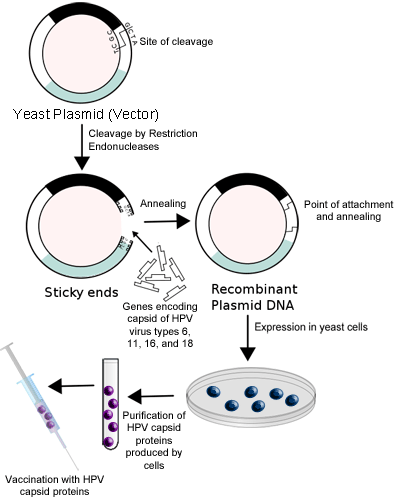 Site of cleavage
Yeast Plasmid (Vector)
Cleavage by Restriction
Endonucleases
Annealing
Point of attachment
and annealing
Sticky ends
Genes encoding
capsid of HPV
virus types 6,
11, 16, and 18
Recombinant
Plasmid DNA
Expression in yeast cells
Purification of
HPV capsid
proteins
produced by
cells
Vaccination with HPV
capsid proteins